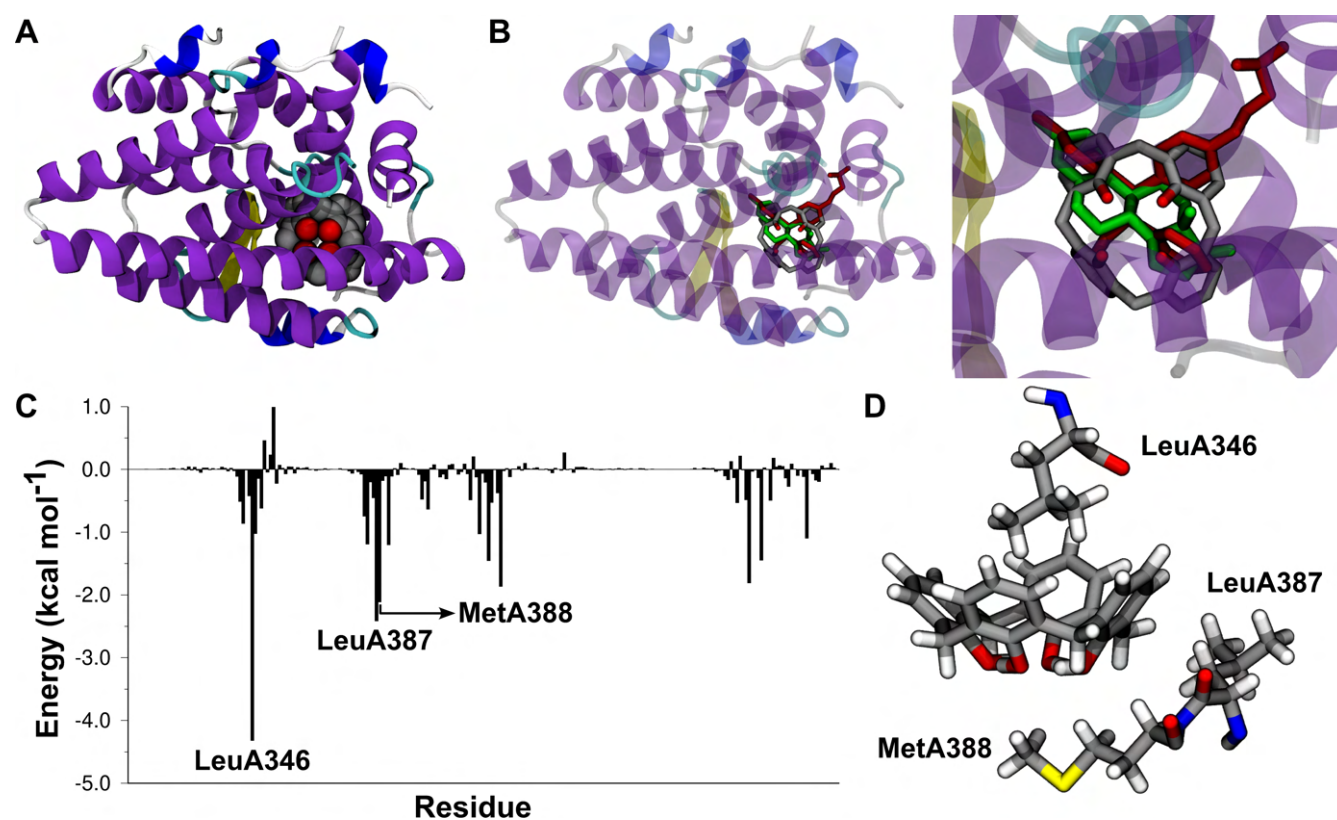 A
B
C
D
1.0
0.0
-1.0
-2.0
-3.0
-4.0
-5.0
Energy (kcal mol⁻¹)
LeuA346
LeuA387
MetA388
Residue
LeuA346
LeuA387
MetA388